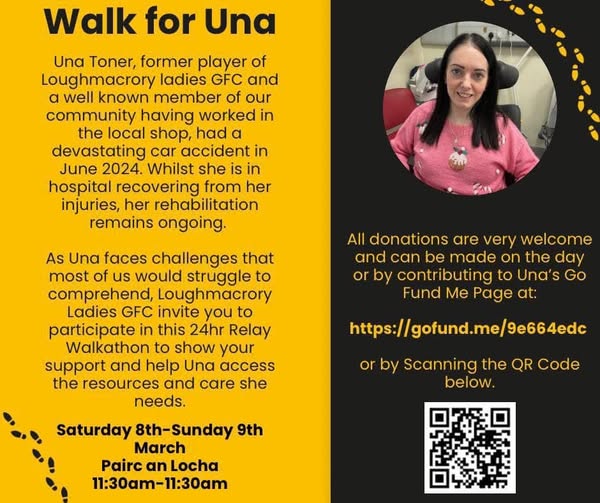 Walk for Una
Una Toner, former player of
Loughmacrory ladies GFC and
a well known member of our
community having worked in
the local shop, had a
devastating car accident in
June 2024. Whilst she is in
hospital recovering from her
injuries, her rehabilitation
remains ongoing.
As Una faces challenges that
most of us would struggle to
comprehend, Loughmacrory
Ladies GFC invite you to
participate in this 24hr Relay
Walkathon to show your
support and help Una access
the resources and care she
needs.
Saturday 8th-Sunday 9th
March
Pairc an Locha
11:30am-11:30am
All donations are very welcome
and can be made on the day
or by contributing to Una's Go
Fund Me Page at:
https://gofund.me/9e664edc
or by Scanning the QR Code
below.